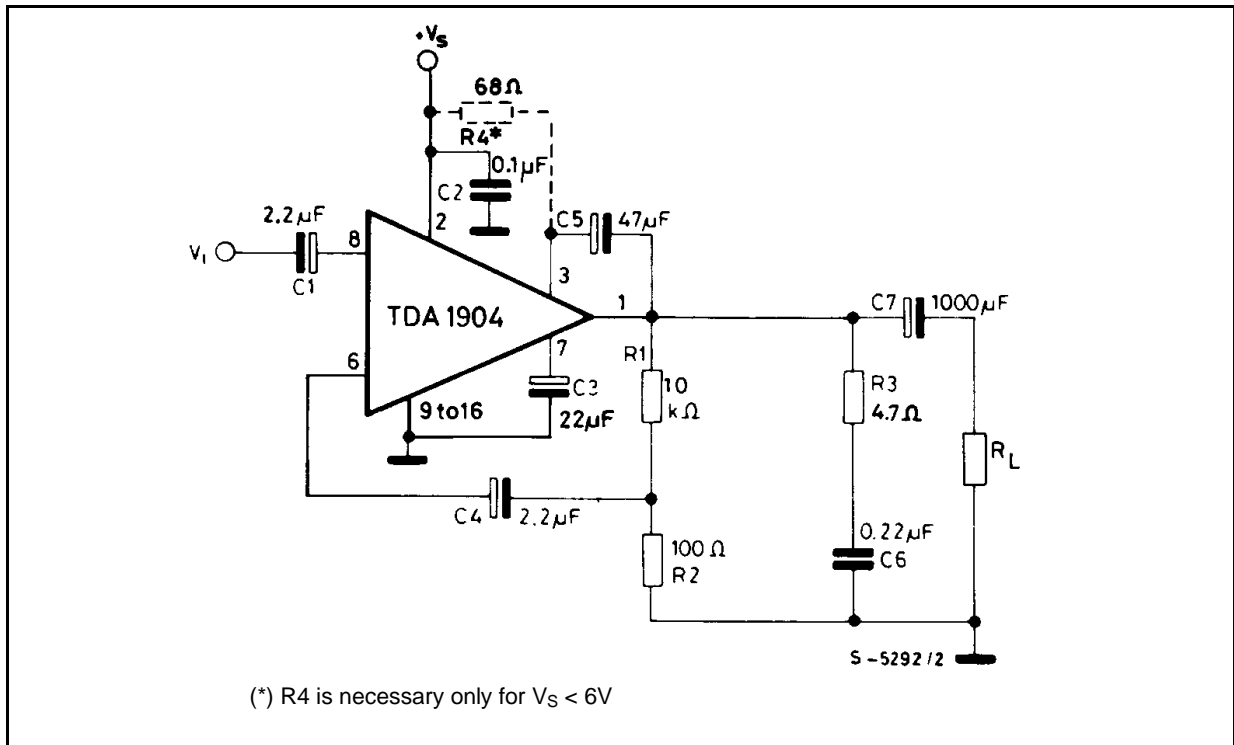 +Vs
68Ω
R4*
0.1µF
C2
2
2.2µF
8
C5
47µF
V I
C1
3
TDA 1904
1
C7
1000µF
6
7
R1
10
kΩ
C3
22µF
R3
4.7Ω
9 to16
RL
C4
2.2µF
100Ω
R2
0.22µF
C6
S-5292/2
(*) R4 is necessary only for VS < 6V